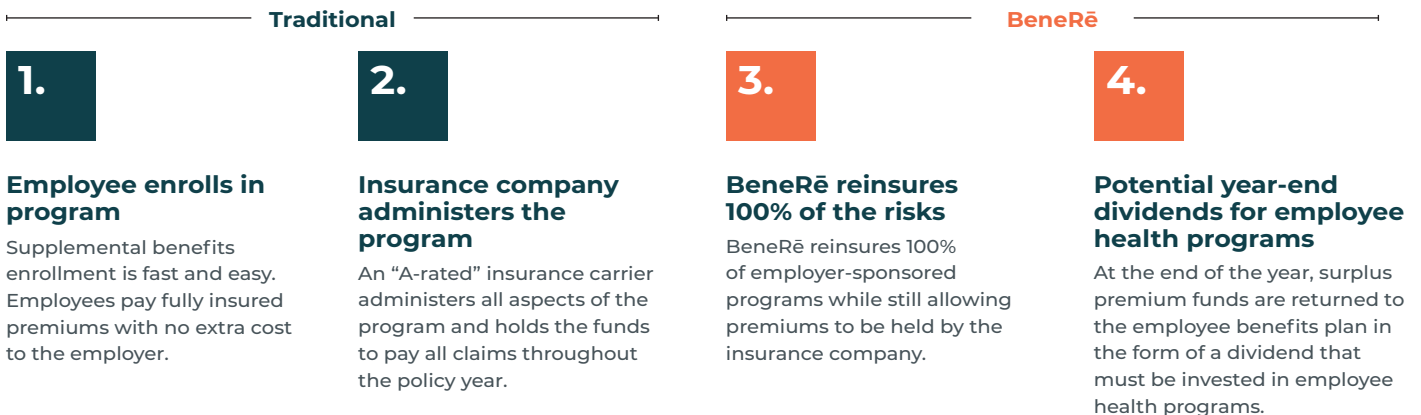 Traditional
BeneRē
1.
Employee enrolls in
program
Supplemental benefits
enrollment is fast and easy.
Employees pay fully insured
premiums with no extra cost
to the employer.
2.
Insurance company
administers the
program
An “A-rated” insurance carrier
administers all aspects of the
program and holds the funds
to pay all claims throughout
the policy year.
3.
BeneRē reinsures
100% of the risks
BeneRē reinsures 100%
of employer-sponsored
programs while still allowing
premiums to be held by the
insurance company.
4.
Potential year-end
dividends for employee
health programs
At the end of the year, surplus
premium funds are returned to
the employee benefits plan in
the form of a dividend that
must be invested in employee
health programs.